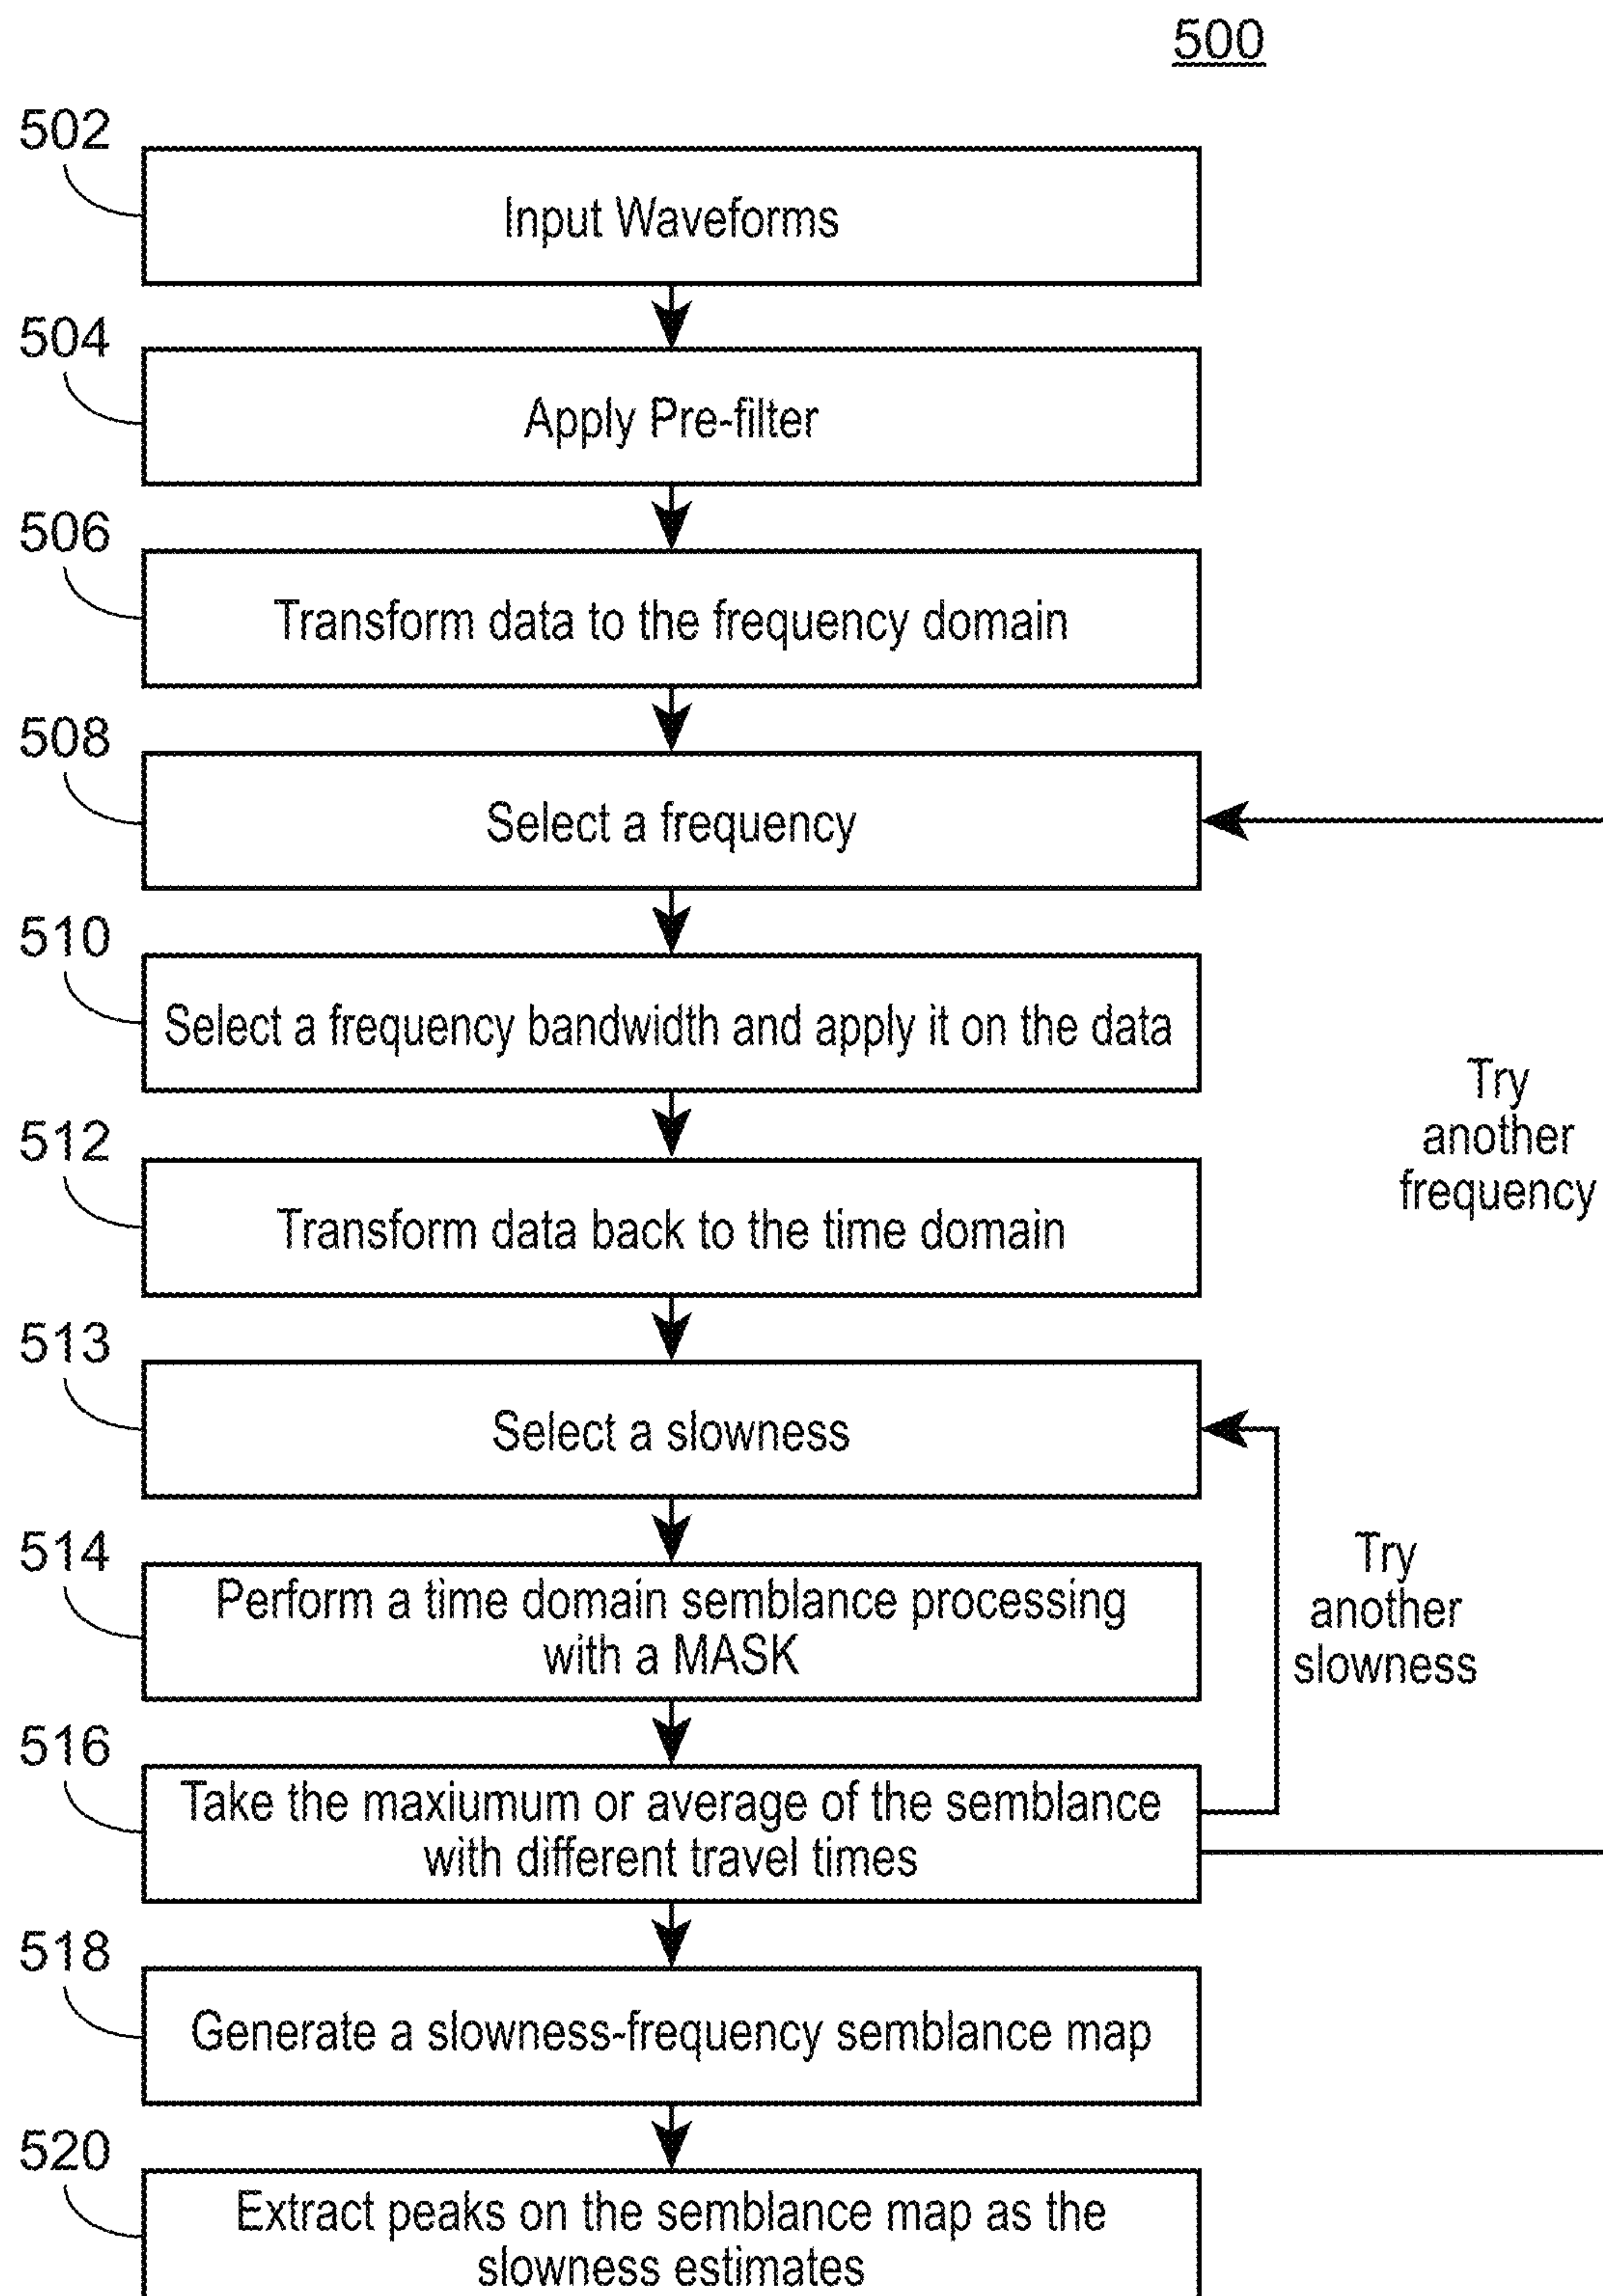 500
502
Input Waveforms
504
Apply Pre-filter
506
Transform data to the frequency domain
508
Select a frequency
510
Select a frequency bandwidth and apply it on the data
Try
another
frequency
512
Transform data back to the time domain
513
Select a slowness
514
Perform a time domain semblance processing
with a MASK
Try
another
slowness
516
Take the maxiumum or average of the semblance
with different travel times
518
Generate a slowness-frequency semblance map
520
Extract peaks on the semblance map as the
slowness estimates